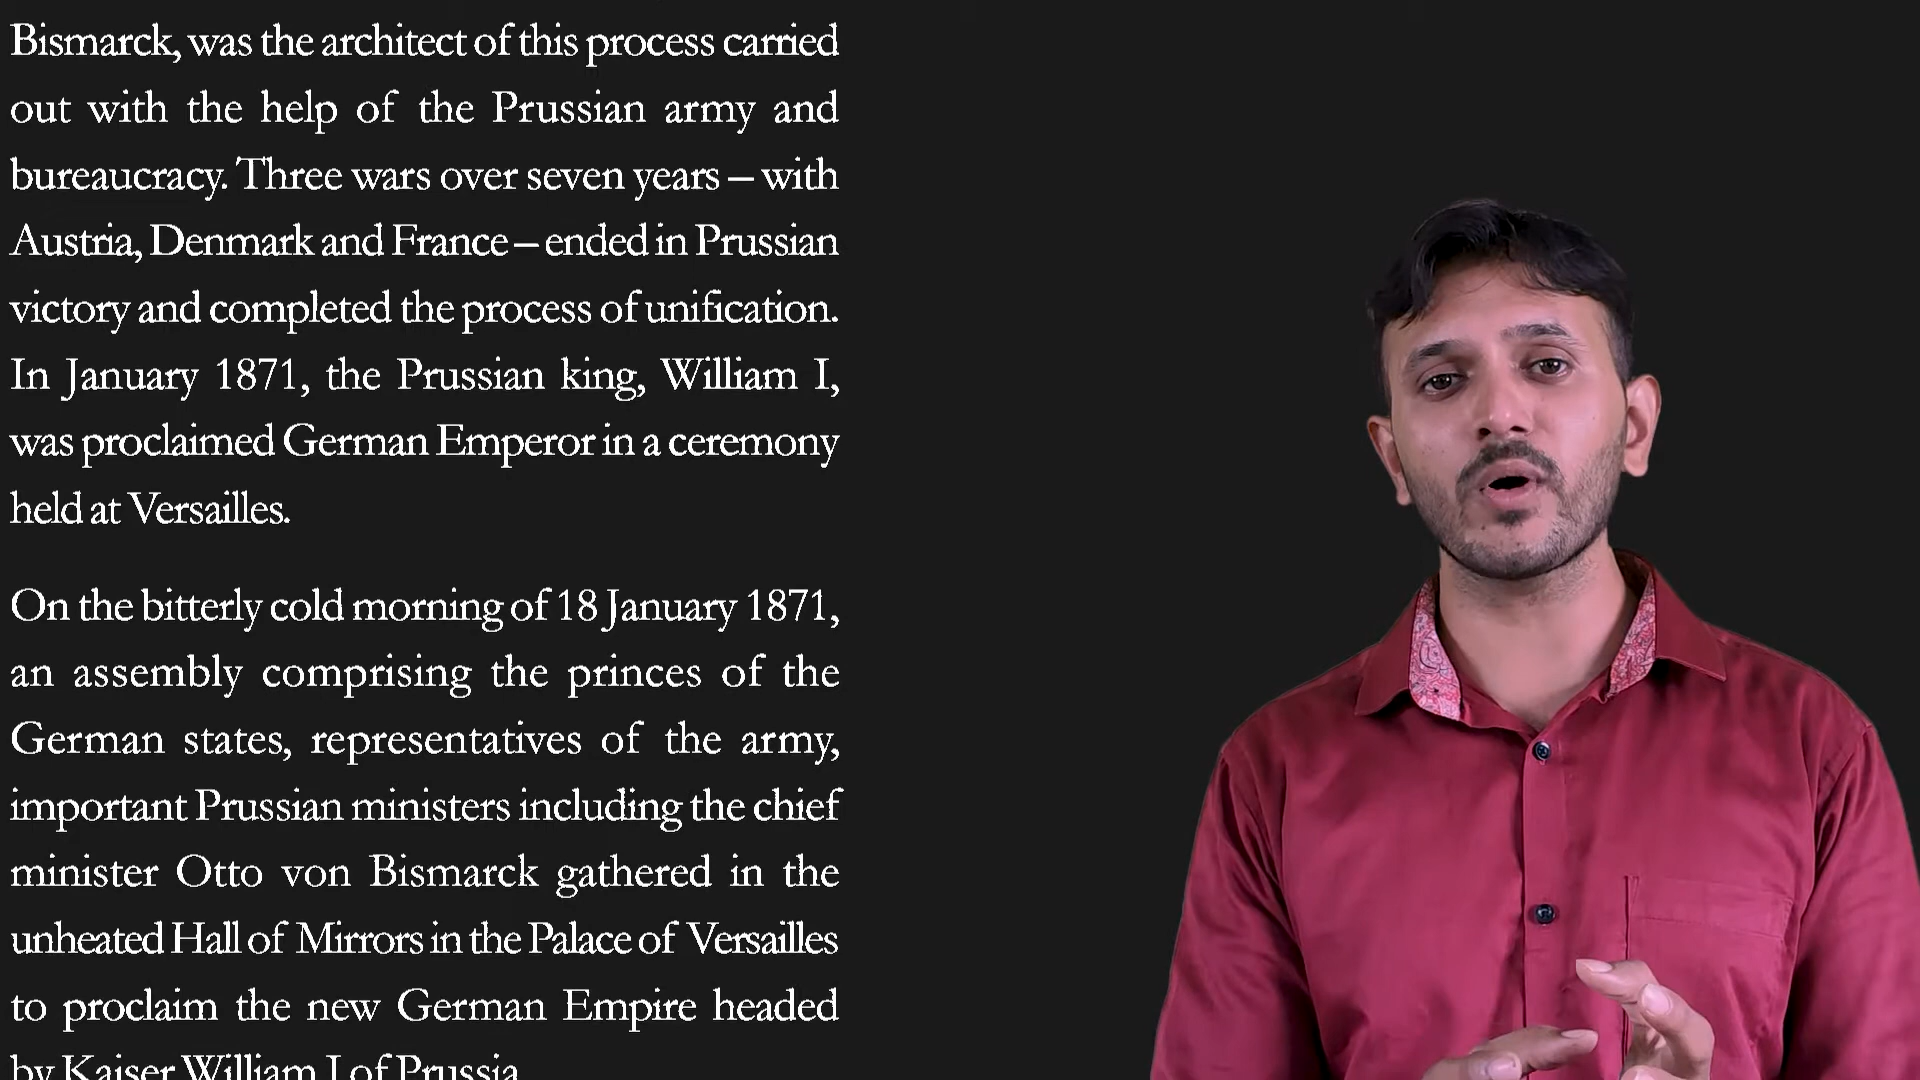 Bismarck, was the architect of this process carried
out with the help of the Prussian army and
bureaucracy. Three wars over seven years – with
Austria, Denmark and France – ended in Prussian
victory and completed the process of unification.
In January 1871, the Prussian king, William I,
was proclaimed German Emperor in a ceremony
held at Versailles.
On the bitterly cold morning of 18 January 1871,
an assembly comprising the princes of the
German states, representatives of the army,
important Prussian ministers including the chief
minister Otto von Bismarck gathered in the
unheated Hall of Mirrors in the Palace of Versailles
to proclaim the new German Empire headed
by Kaiser William I of Prussia